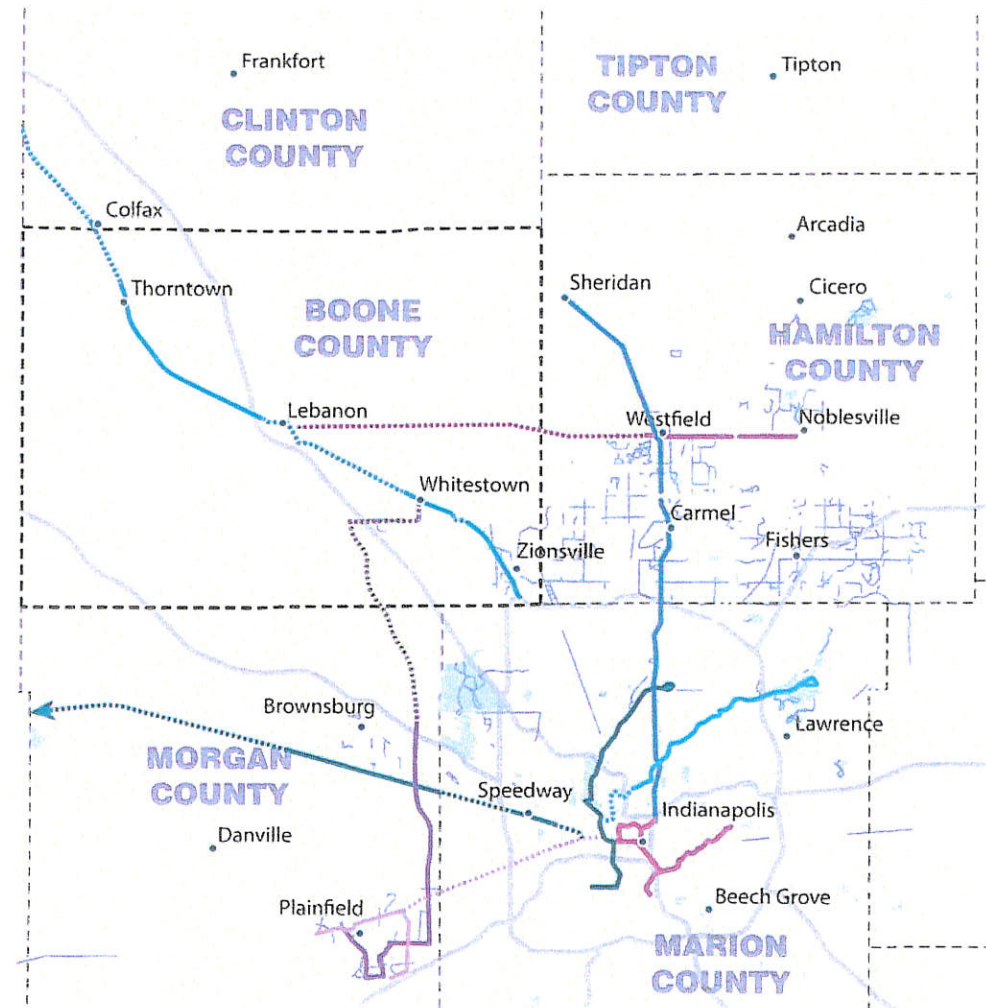 Frankfort
TIPTON
COUNTY
Tipton
CLINTON
COUNTY
Colfax
Arcadia
Thorntown
BOONE
COUNTY
Sheridan
Cicero
HAMILTON
COUNTY
Lebanon
Westfield
Noblesville
Whitestown
Carmel
Zionsville
Fishers
Brownsburg
Lawrence
MORGAN
COUNTY
Speedway
Indianapolis
Danville
Plainfield
Beech Grove
MARION
COUNTY